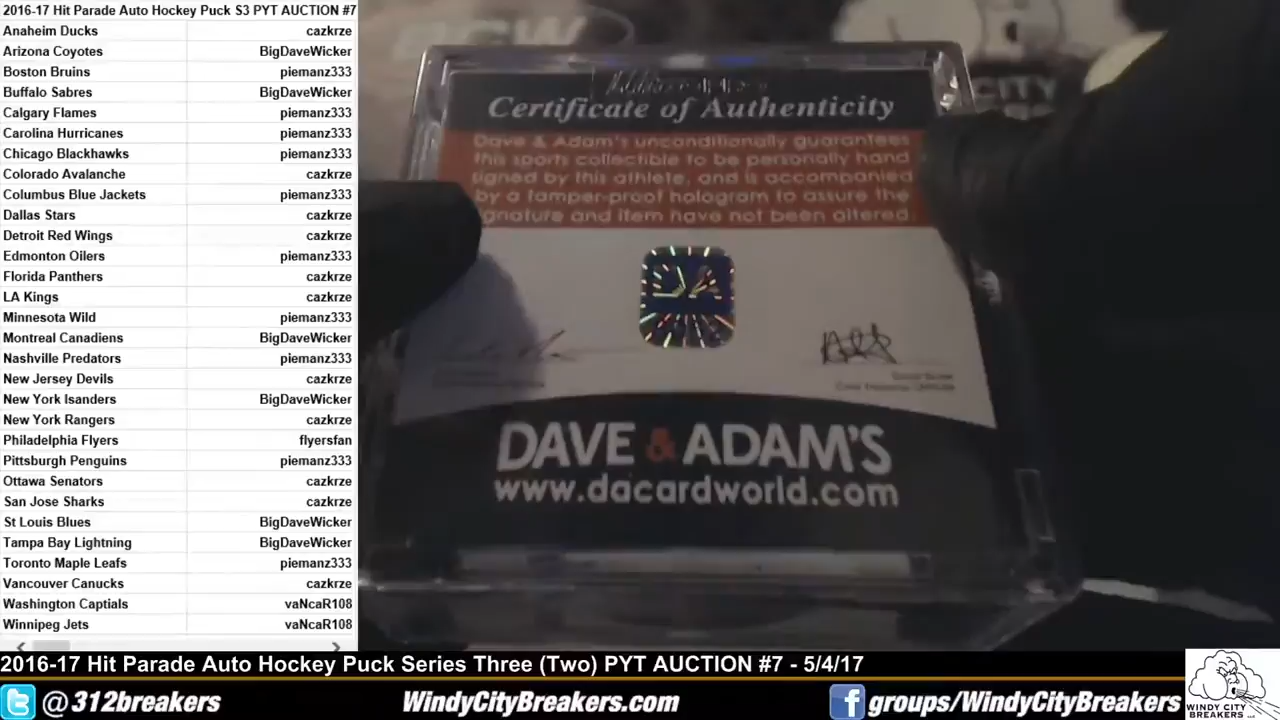 2016-17 Hit Parade Auto Hockey Puck S3 PYT AUCTION #7
Anaheim Ducks cazkrze
Arizona Coyotes BigDaveWicker
Boston Bruins piemanz333
Buffalo Sabres BigDaveWicker
Calgary Flames piemanz333
Carolina Hurricanes piemanz333
Chicago Blackhawks piemanz333
Colorado Avalanche cazkrze
Columbus Blue Jackets piemanz333
Dallas Stars cazkrze
Detroit Red Wings cazkrze
Edmonton Oilers piemanz333
Florida Panthers cazkrze
LA Kings cazkrze
Minnesota Wild piemanz333
Montreal Canadiens BigDaveWicker
Nashville Predators piemanz333
New Jersey Devils cazkrze
New York Isanders BigDaveWicker
New York Rangers cazkrze
Philadelphia Flyers flyersfan
Pittsburgh Penguins piemanz333
Ottawa Senators cazkrze
San Jose Sharks cazkrze
St Louis Blues BigDaveWicker
Tampa Bay Lightning BigDaveWicker
Toronto Maple Leafs piemanz333
Vancouver Canucks cazkrze
Washington Captials vaNcaR108
Winnipeg Jets vaNcaR108
CITY
Certificate of Authenticity
Dave & Adam's unconditionally guarantees
this sports collectible to be personally hand
signed by this athlete, and is accompanied
by a tamper-proof hologram to assure the
signature and item have not been altered.
DAVE & ADAM'S
www.dacardworld.com
2016-17 Hit Parade Auto Hockey Puck Series Three (Two) PYT AUCTION #7 - 5/4/17
@312breakers WindyCityBreakers.com groups/WindyCityBreakers
WINDY CITY
BREAKERS